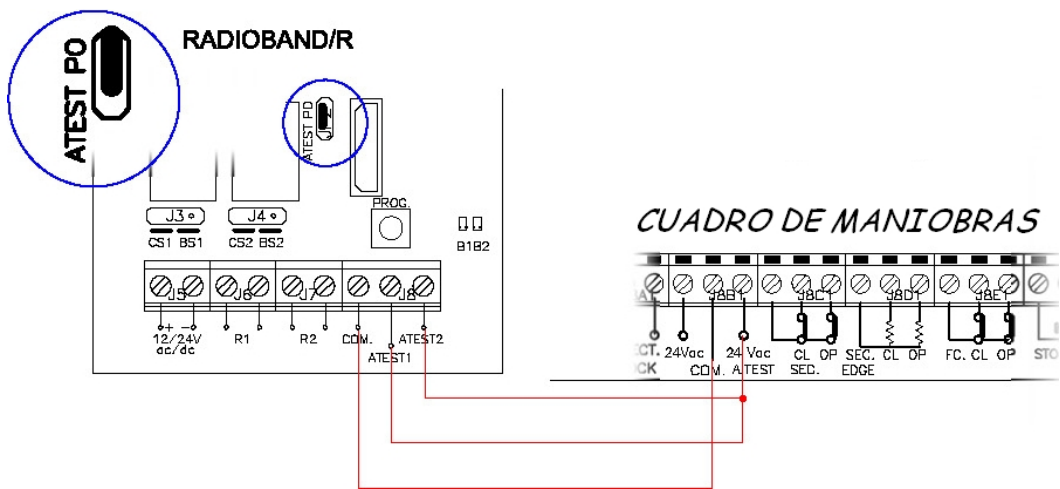 RADIOBAND/R
ATEST PO
ATEST PO
J3
J4
CS1 BS1
CS2 BS2
PROG.
B1B2
J5
J6
J7
J8
+ -
12/24V
ac/dc
R1
R2
COM.
ATEST1
ATEST2
CUADRO DE MANIOBRAS
J8B1
J8C1
J8D1
J8E1
24Vac
COM.
24 Vac
ATEST
CL OP
SEC.
SEC. CL OP
EDGE
FC. CL OP